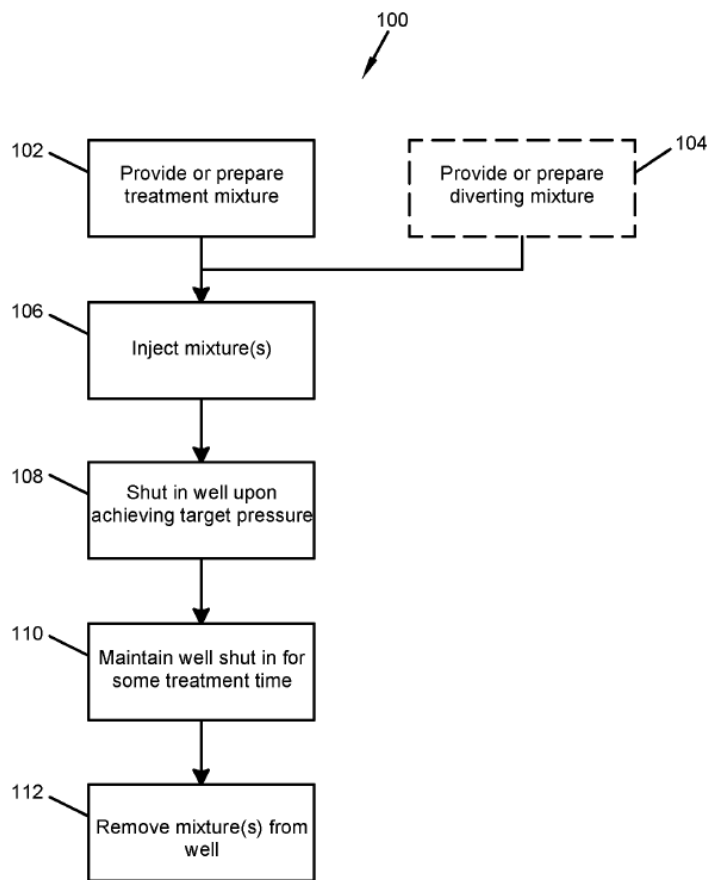 100
102
Provide or prepare
treatment mixture
104
Provide or prepare
diverting mixture
106
Inject mixture(s)
108
Shut in well upon
achieving target pressure
110
Maintain well shut in for
some treatment time
112
Remove mixture(s) from
well